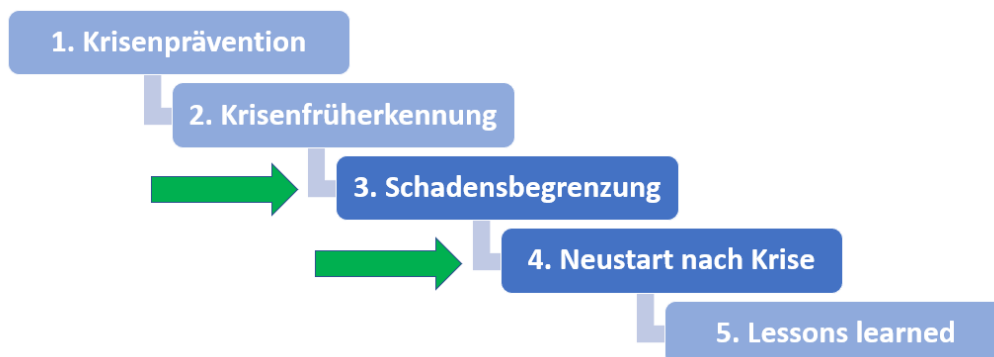 1. Krisenprävention
2. Krisenfrüherkennung
3. Schadensbegrenzung
4. Neustart nach Krise
5. Lessons learned